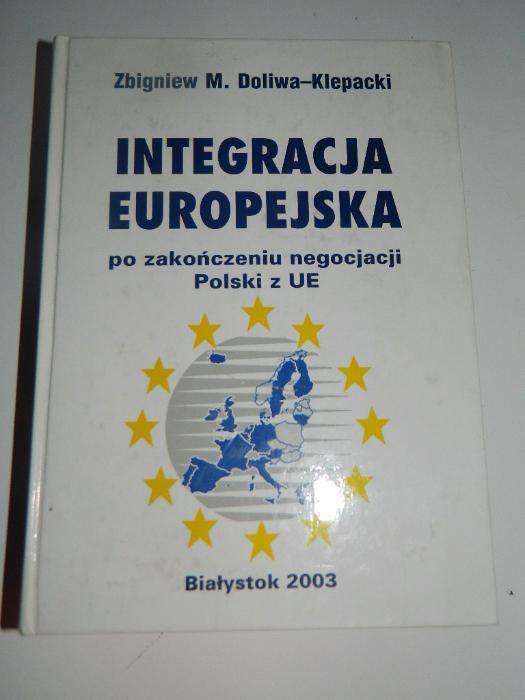 Zbigniew M. Doliwa–Klepacki
INTEGRACJA
EUROPEJSKA
po zakończeniu negocjacji
Polski z UE
Białystok 2003